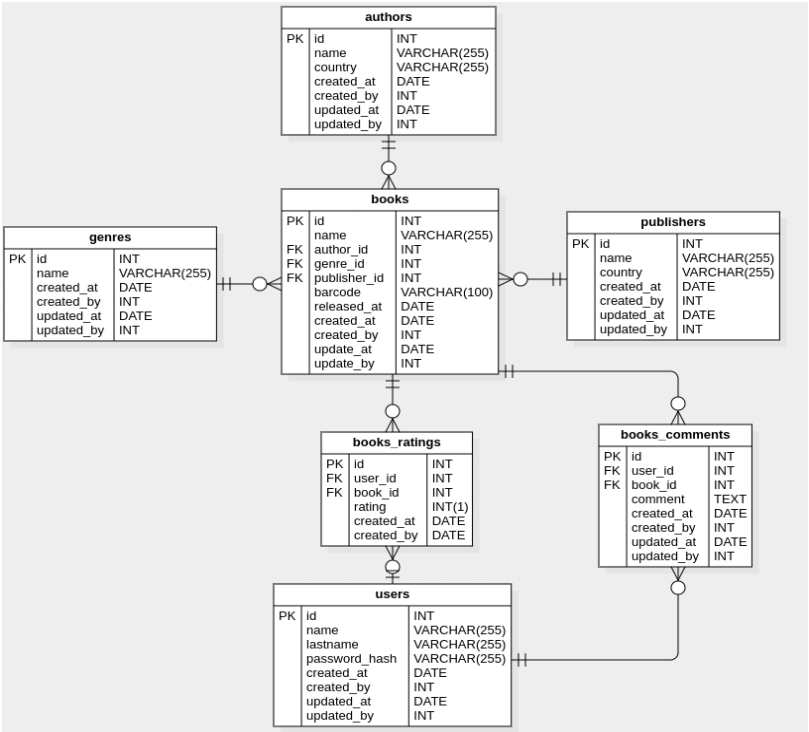 authors
PK id INT
name VARCHAR(255)
country VARCHAR(255)
created_at DATE
created_by INT
updated_at DATE
updated_by INT
books
PK id INT
name VARCHAR(255)
FK author_id INT
FK genre_id INT
FK publisher_id INT
barcode VARCHAR(100)
released_at DATE
created_at DATE
created_by INT
update_at DATE
update_by INT
genres
PK id INT
name VARCHAR(255)
created_at DATE
created_by INT
updated_at DATE
updated_by INT
publishers
PK id INT
name VARCHAR(255)
country VARCHAR(255)
created_at DATE
created_by INT
updated_at DATE
updated_by INT
books_ratings
PK id INT
FK user_id INT
FK book_id INT
rating INT(1)
created_at DATE
created_by DATE
books_comments
PK id INT
FK user_id INT
FK book_id INT
comment TEXT
created_at DATE
created_by INT
updated_at DATE
updated_by INT
users
PK id INT
name VARCHAR(255)
lastname VARCHAR(255)
password_hash VARCHAR(255)
created_at DATE
created_by INT
updated_at DATE
updated_by INT